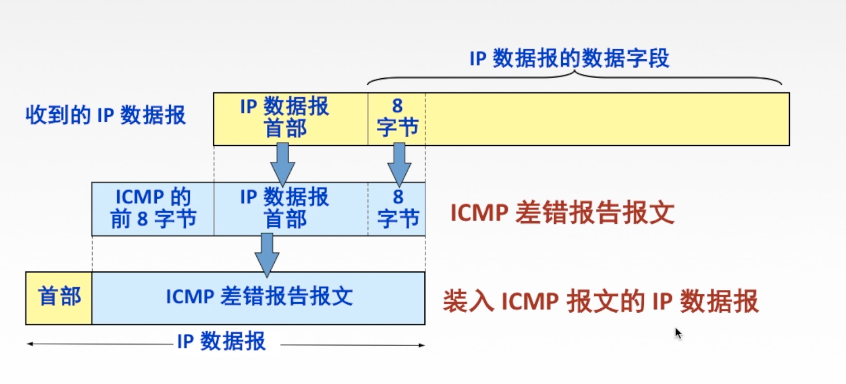 IP 数据报的数据字段
收到的 IP 数据报
IP 数据报
首部
8
字节
ICMP 的
前 8 字节
IP 数据报
首部
8
字节
ICMP 差错报告报文
首部
ICMP 差错报告报文
装入 ICMP 报文的 IP 数据报
IP 数据报